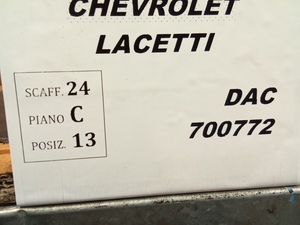 CHEVROLET
LACETTI
SCAFF. 24
PIANO C
POSIZ. 13
DAC
700772